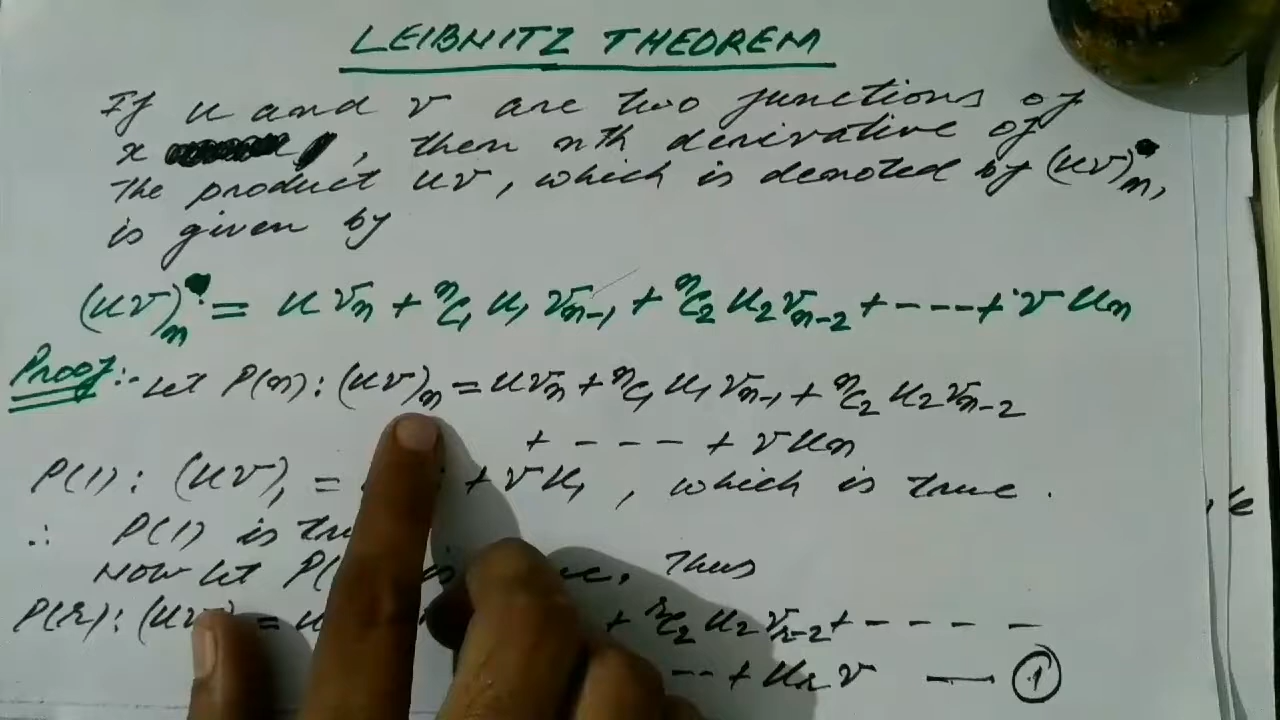 LEIBNITZ THEOREM
If u and v are two functions of
x , then nth derivative of
the product uv, which is denoted by (uv)ₙ,
is given by
(uv)ₙ = u vₙ + ⁿC₁ u₁ vₙ₋₁ + ⁿC₂ u₂ vₙ₋₂ + ---- + v uₙ
Proof:- Let P(n): (uv)ₙ = uvₙ + ⁿC₁ u₁ vₙ₋₁ + ⁿC₂ u₂ vₙ₋₂
+ ---- + v uₙ
P(1): (uv)₁ = + v u₁ , which is true.
∴ P(1) is
Now let P( Thus
P(r): (uv) = u + ʳC₂ u₂ vᵣ₋₂ + ----
-- + uᵣ v — ①